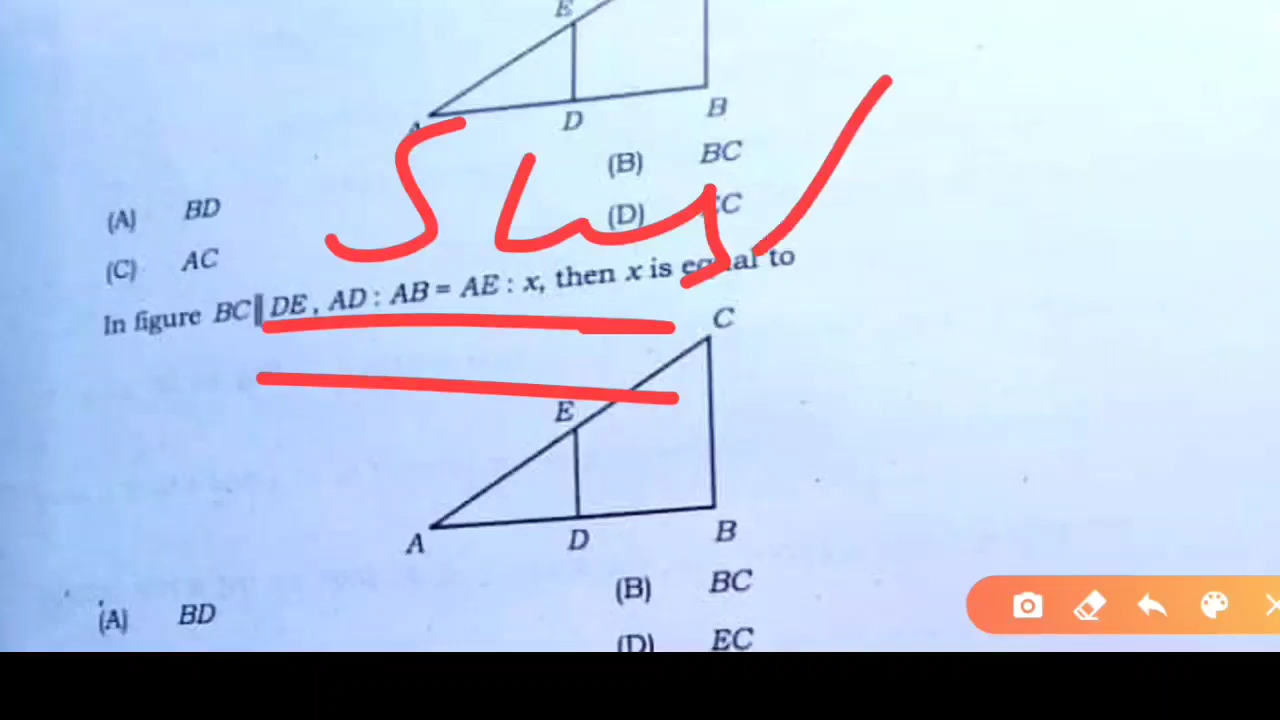 E
B
D
(A) BD (B) BC
(C) AC (D) EC
In figure BC || DE, AD : AB = AE : x, then x is equal to
C
E
A D B
(A) BD (B) BC
(D) EC